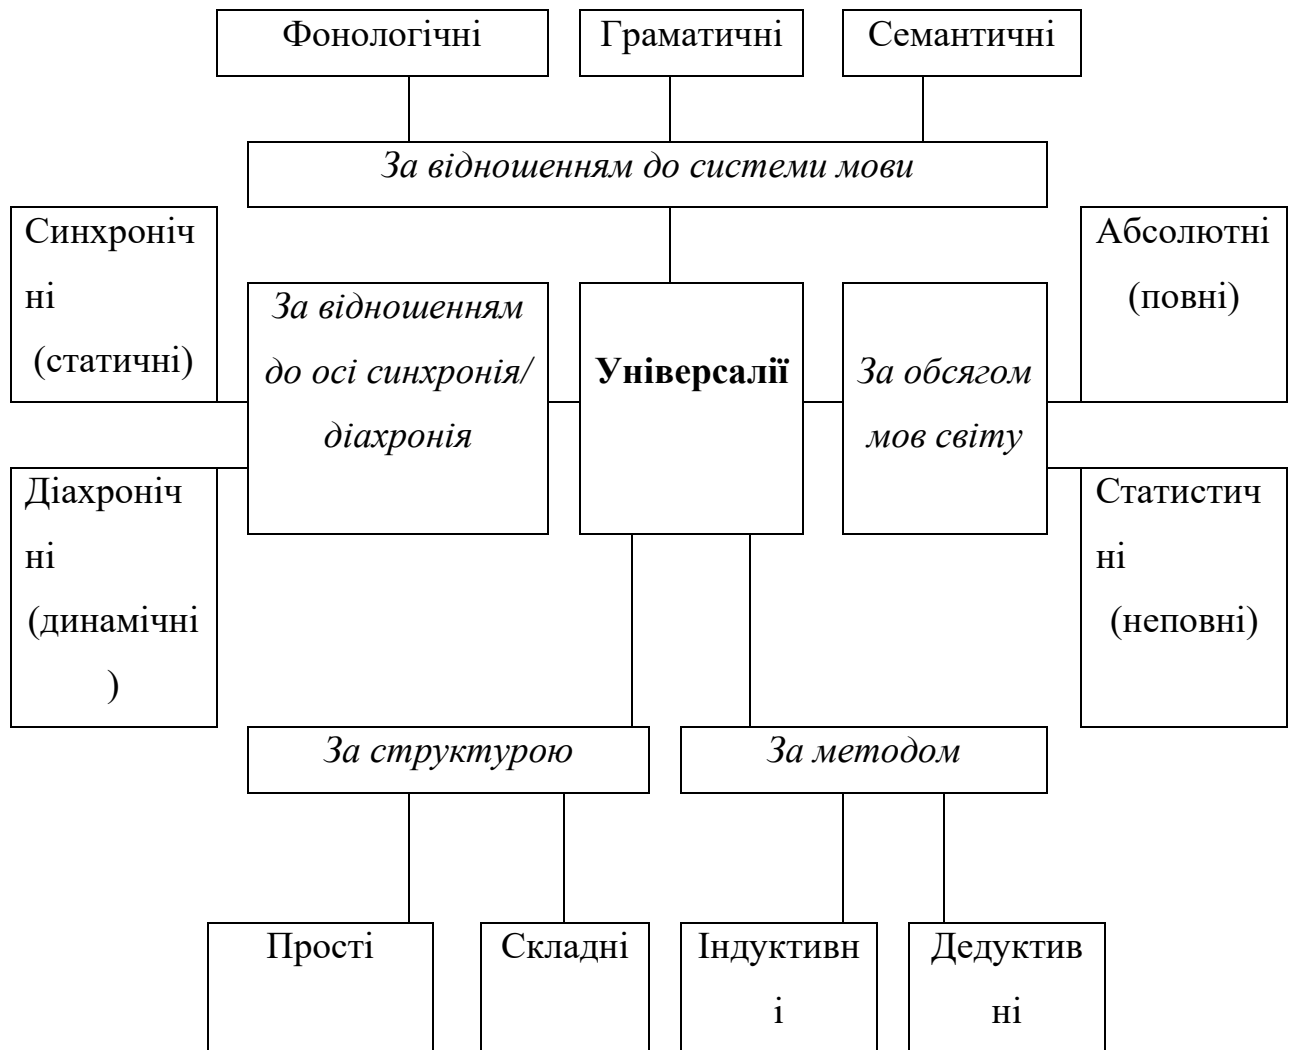 Фонологічні
Граматичні
Семантичні
За відношенням до системи мови
Синхроніч
ні
(статичні)
Діахроніч
ні
(динамічні
)
За відношенням
до осі синхронія/
діахронія
Універсалії
За обсягом
мов світу
Абсолютні
(повні)
Статистич
ні
(неповні)
За структурою
За методом
Прості
Складні
Індуктивн
і
Дедуктив
ні